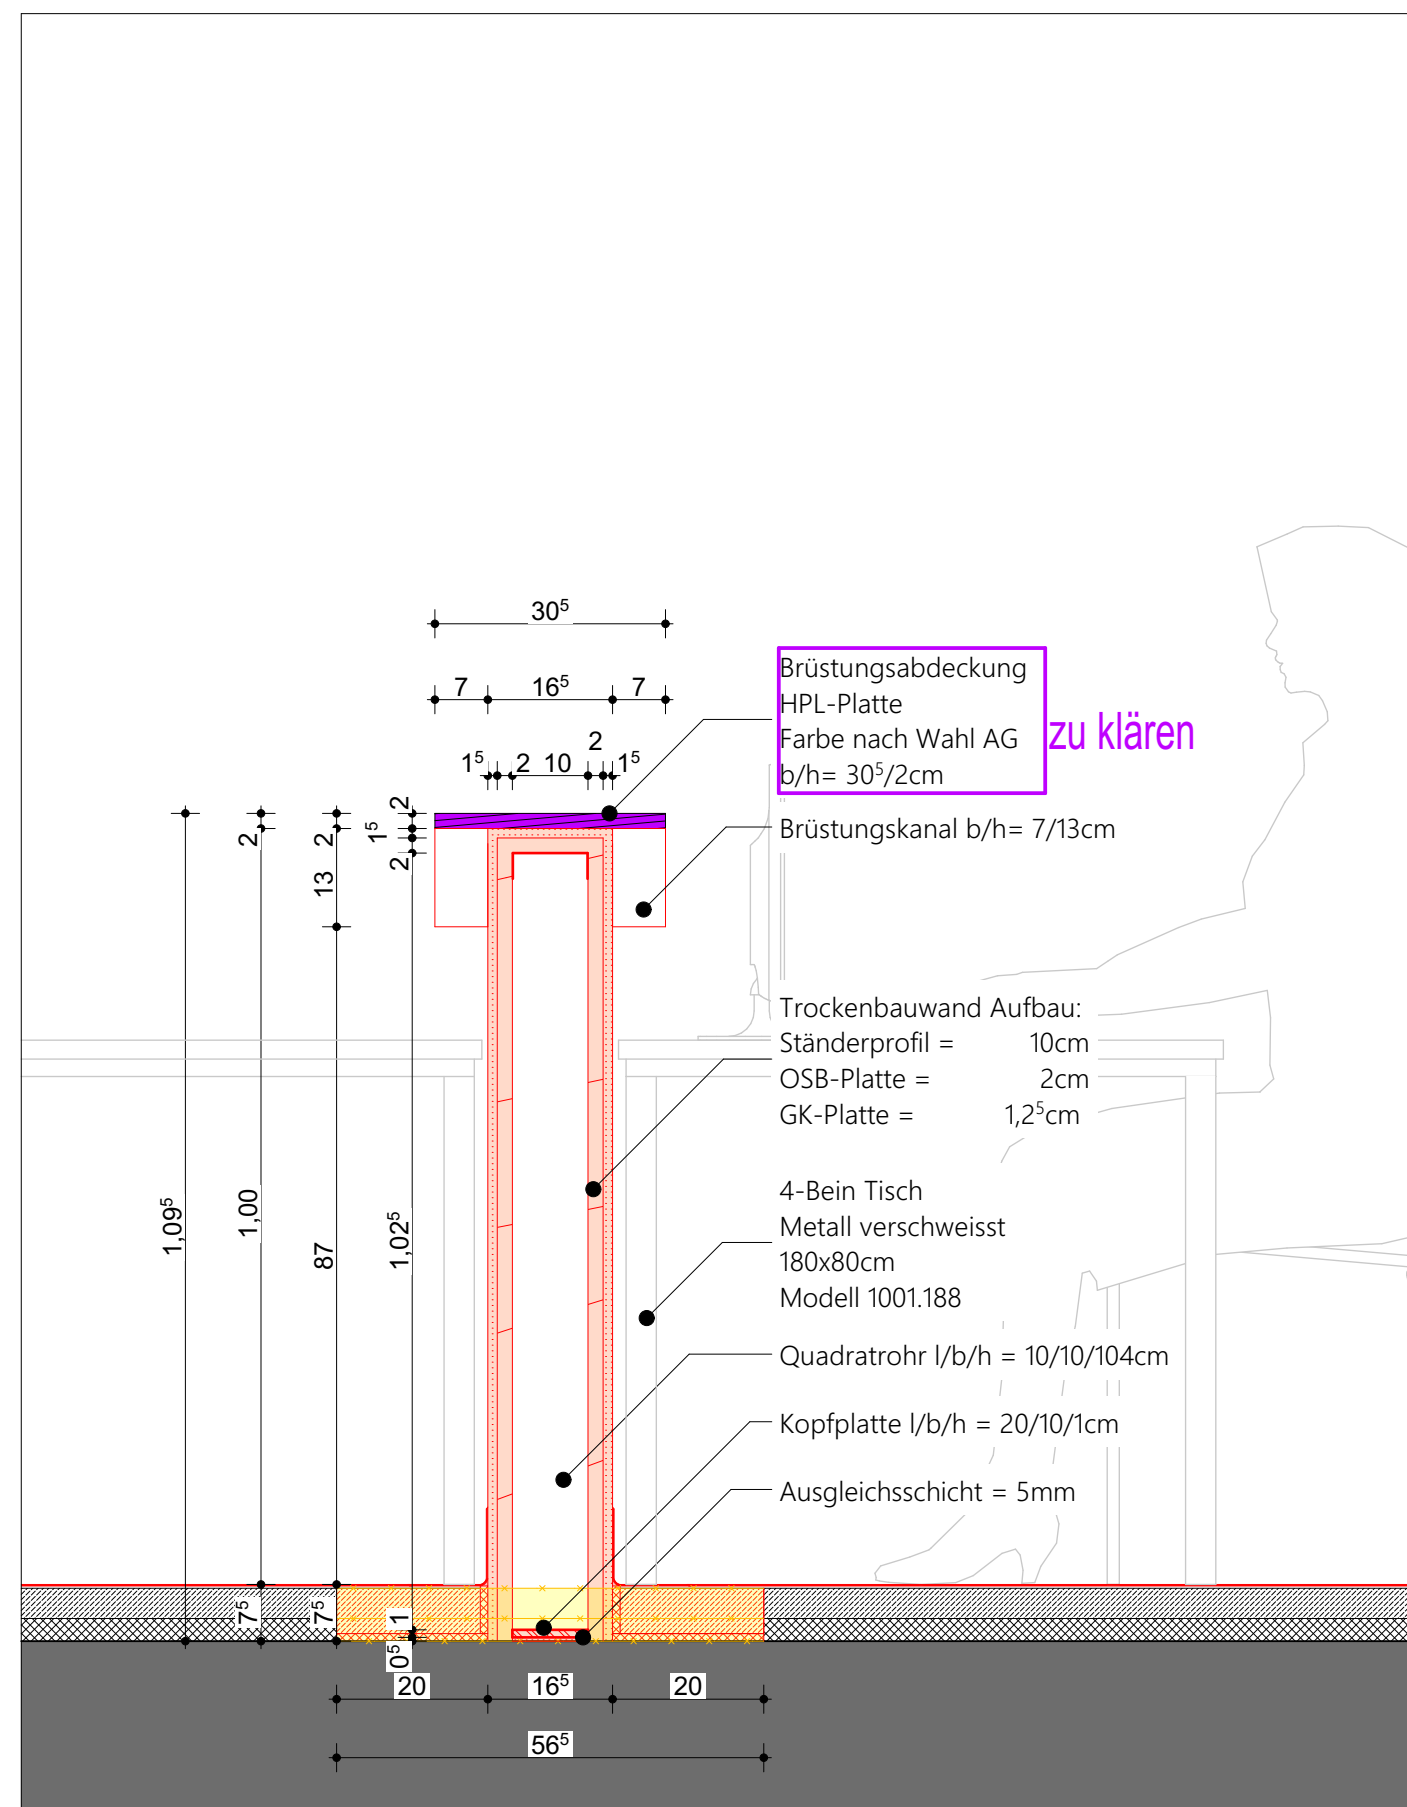 30⁵
7 16⁵ 7
2
1⁵ 2 10 1⁵
Brüstungsabdeckung
HPL-Platte
Farbe nach Wahl AG
b/h= 30⁵/2cm
zu klären
Brüstungskanal b/h= 7/13cm
2
2 2 1⁵
2
13
Trockenbauwand Aufbau:
Ständerprofil = 10cm
OSB-Platte = 2cm
GK-Platte = 1,2⁵cm
1,09⁵
1,00
87
1,02⁵
4-Bein Tisch
Metall verschweisst
180x80cm
Modell 1001.188
Quadratrohr l/b/h = 10/10/104cm
Kopfplatte l/b/h = 20/10/1cm
Ausgleichsschicht = 5mm
7⁵ 7⁵ 1
0⁵
20 16⁵ 20
56⁵